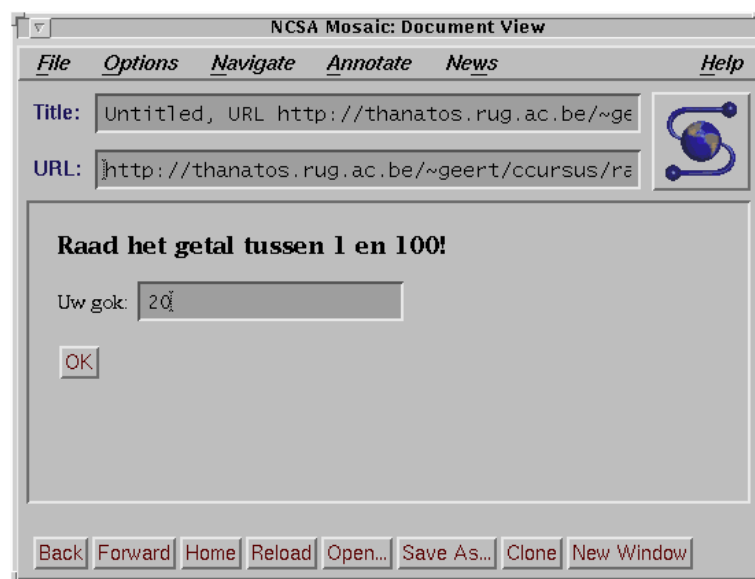 NCSA Mosaic: Document View
File Options Navigate Annotate News Help
Title: Untitled, URL http://thanatos.rug.ac.be/~ge
URL: http://thanatos.rug.ac.be/~geert/ccursus/ra
Raad het getal tussen 1 en 100!
Uw gok: 20
OK
Back Forward Home Reload Open... Save As... Clone New Window